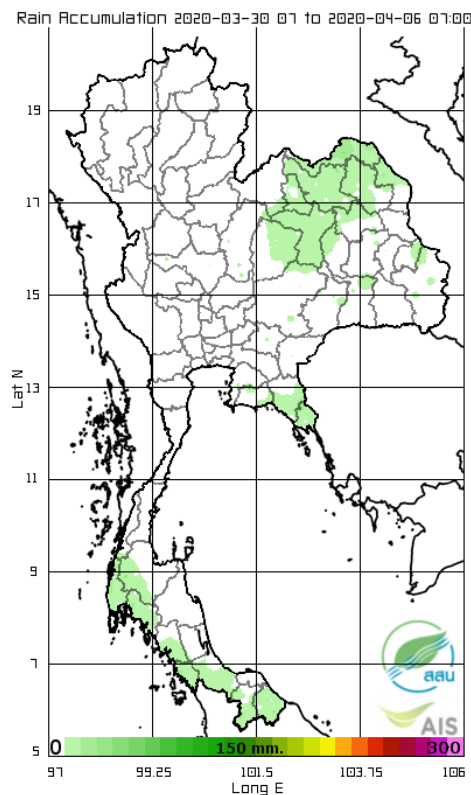 Rain Accumulation 2020-03-30 07 to 2020-04-06 07:00
19
17
15
13
11
9
7
5
Lat N
สสน
AIS
0 150 mm. 300
97 99.25 101.5 103.75 106
Long E